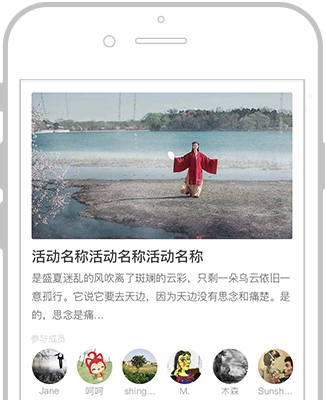 活动名称活动名称活动名称
是盛夏迷乱的风吹离了斑斓的云彩，只剩一朵乌云依旧一
意孤行。它说它要去天边，因为天边没有思念和痛楚。是
的，思念是痛...
参与成员
Jane 呵呵 shing... M. 木森 Sunsh...